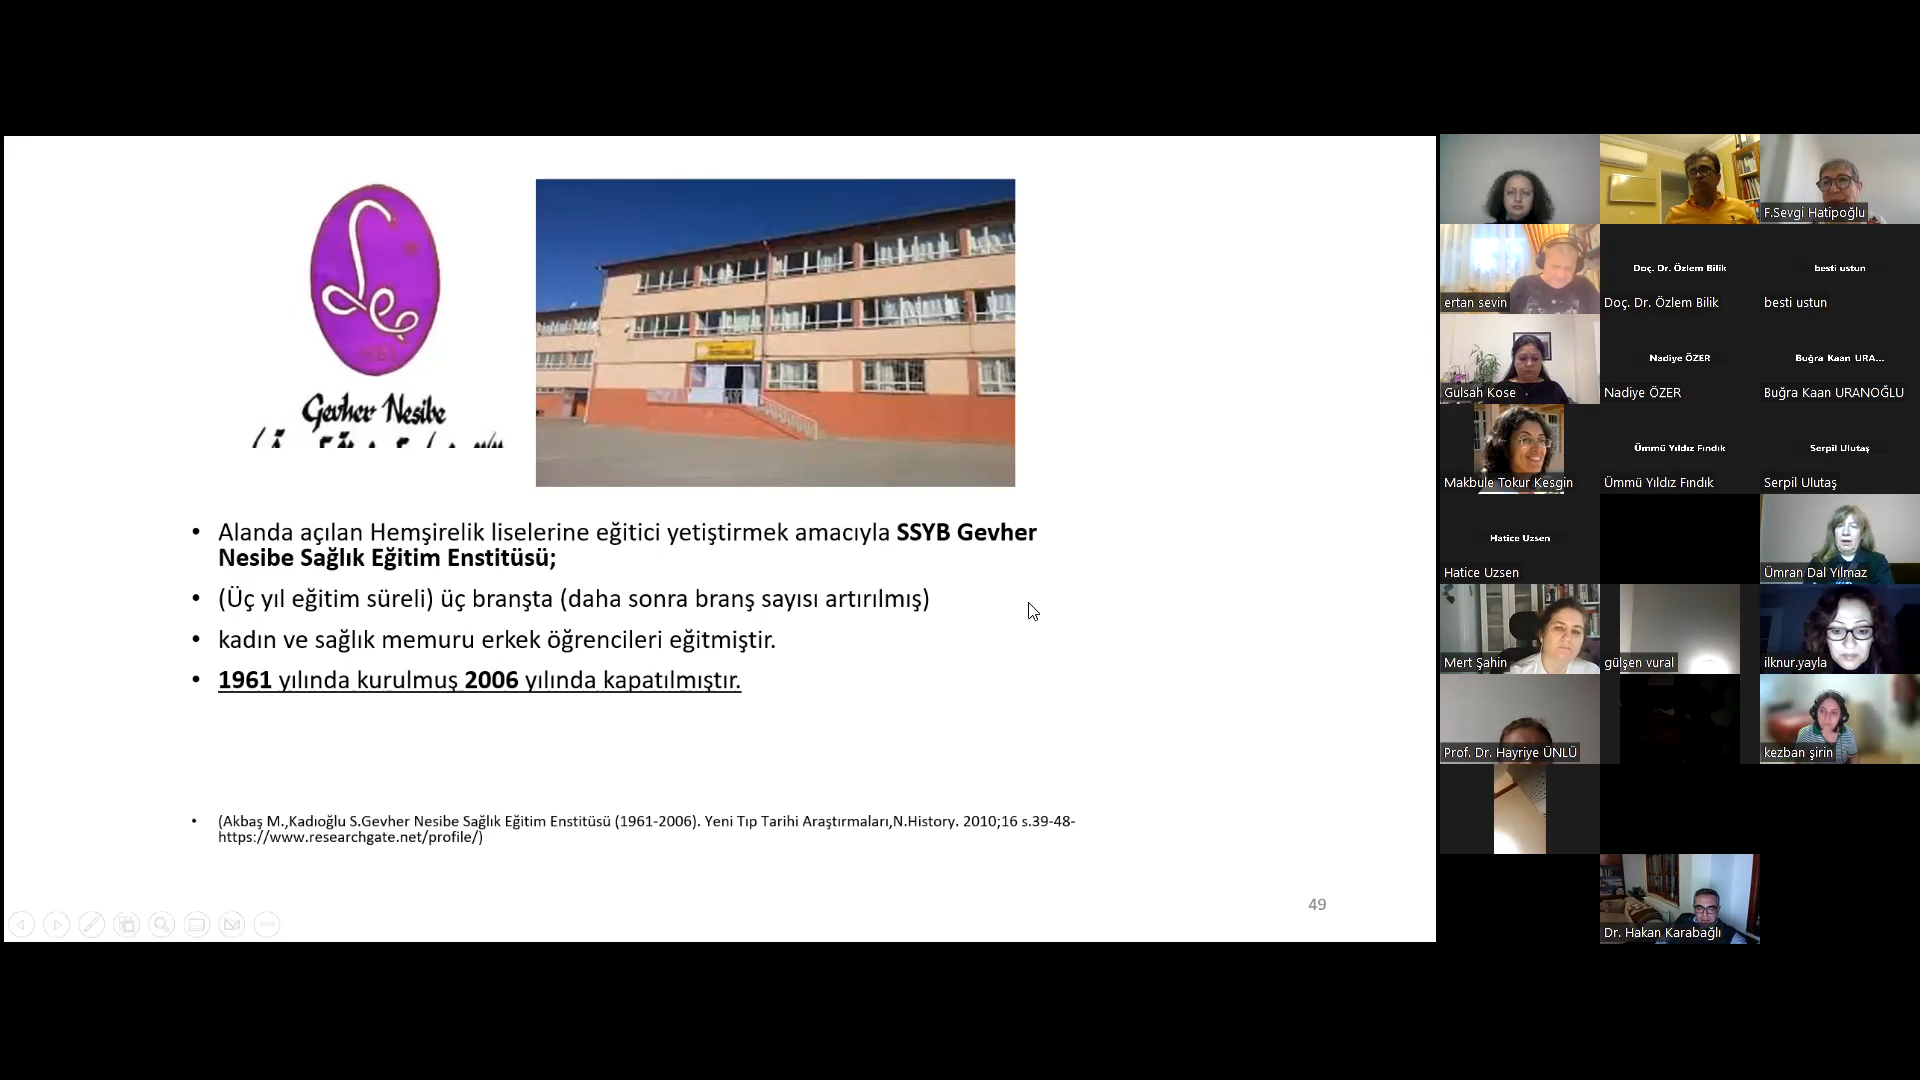 Gevher Nesibe
• Alanda açılan Hemşirelik liselerine eğitici yetiştirmek amacıyla SSYB Gevher
Nesibe Sağlık Eğitim Enstitüsü;
• (Üç yıl eğitim süreli) üç branşta (daha sonra branş sayısı artırılmış)
• kadın ve sağlık memuru erkek öğrencileri eğitmiştir.
• 1961 yılında kurulmuş 2006 yılında kapatılmıştır.
• (Akbaş M.,Kadıoğlu S.Gevher Nesibe Sağlık Eğitim Enstitüsü (1961-2006). Yeni Tıp Tarihi Araştırmaları,N.History. 2010;16 s.39-48-
https://www.researchgate.net/profile/)
49
F.Sevgi Hatipoğlu
ertan sevin
Doç. Dr. Özlem Bilik
Doç. Dr. Özlem Bilik
besti ustun
besti ustun
Gulsah Kose
Nadiye ÖZER
Nadiye ÖZER
Buğra Kaan URA...
Buğra Kaan URANOĞLU
Makbule Tokur Kesgin
Ümmü Yıldız Fındık
Ümmü Yıldız Fındık
Serpil Ulutaş
Serpil Ulutaş
Hatice Uzsen
Hatice Uzsen
Ümran Dal Yılmaz
Mert Şahin
gülşen vural
ilknur.yayla
Prof. Dr. Hayriye ÜNLÜ
kezban şirin
Dr. Hakan Karabağlı